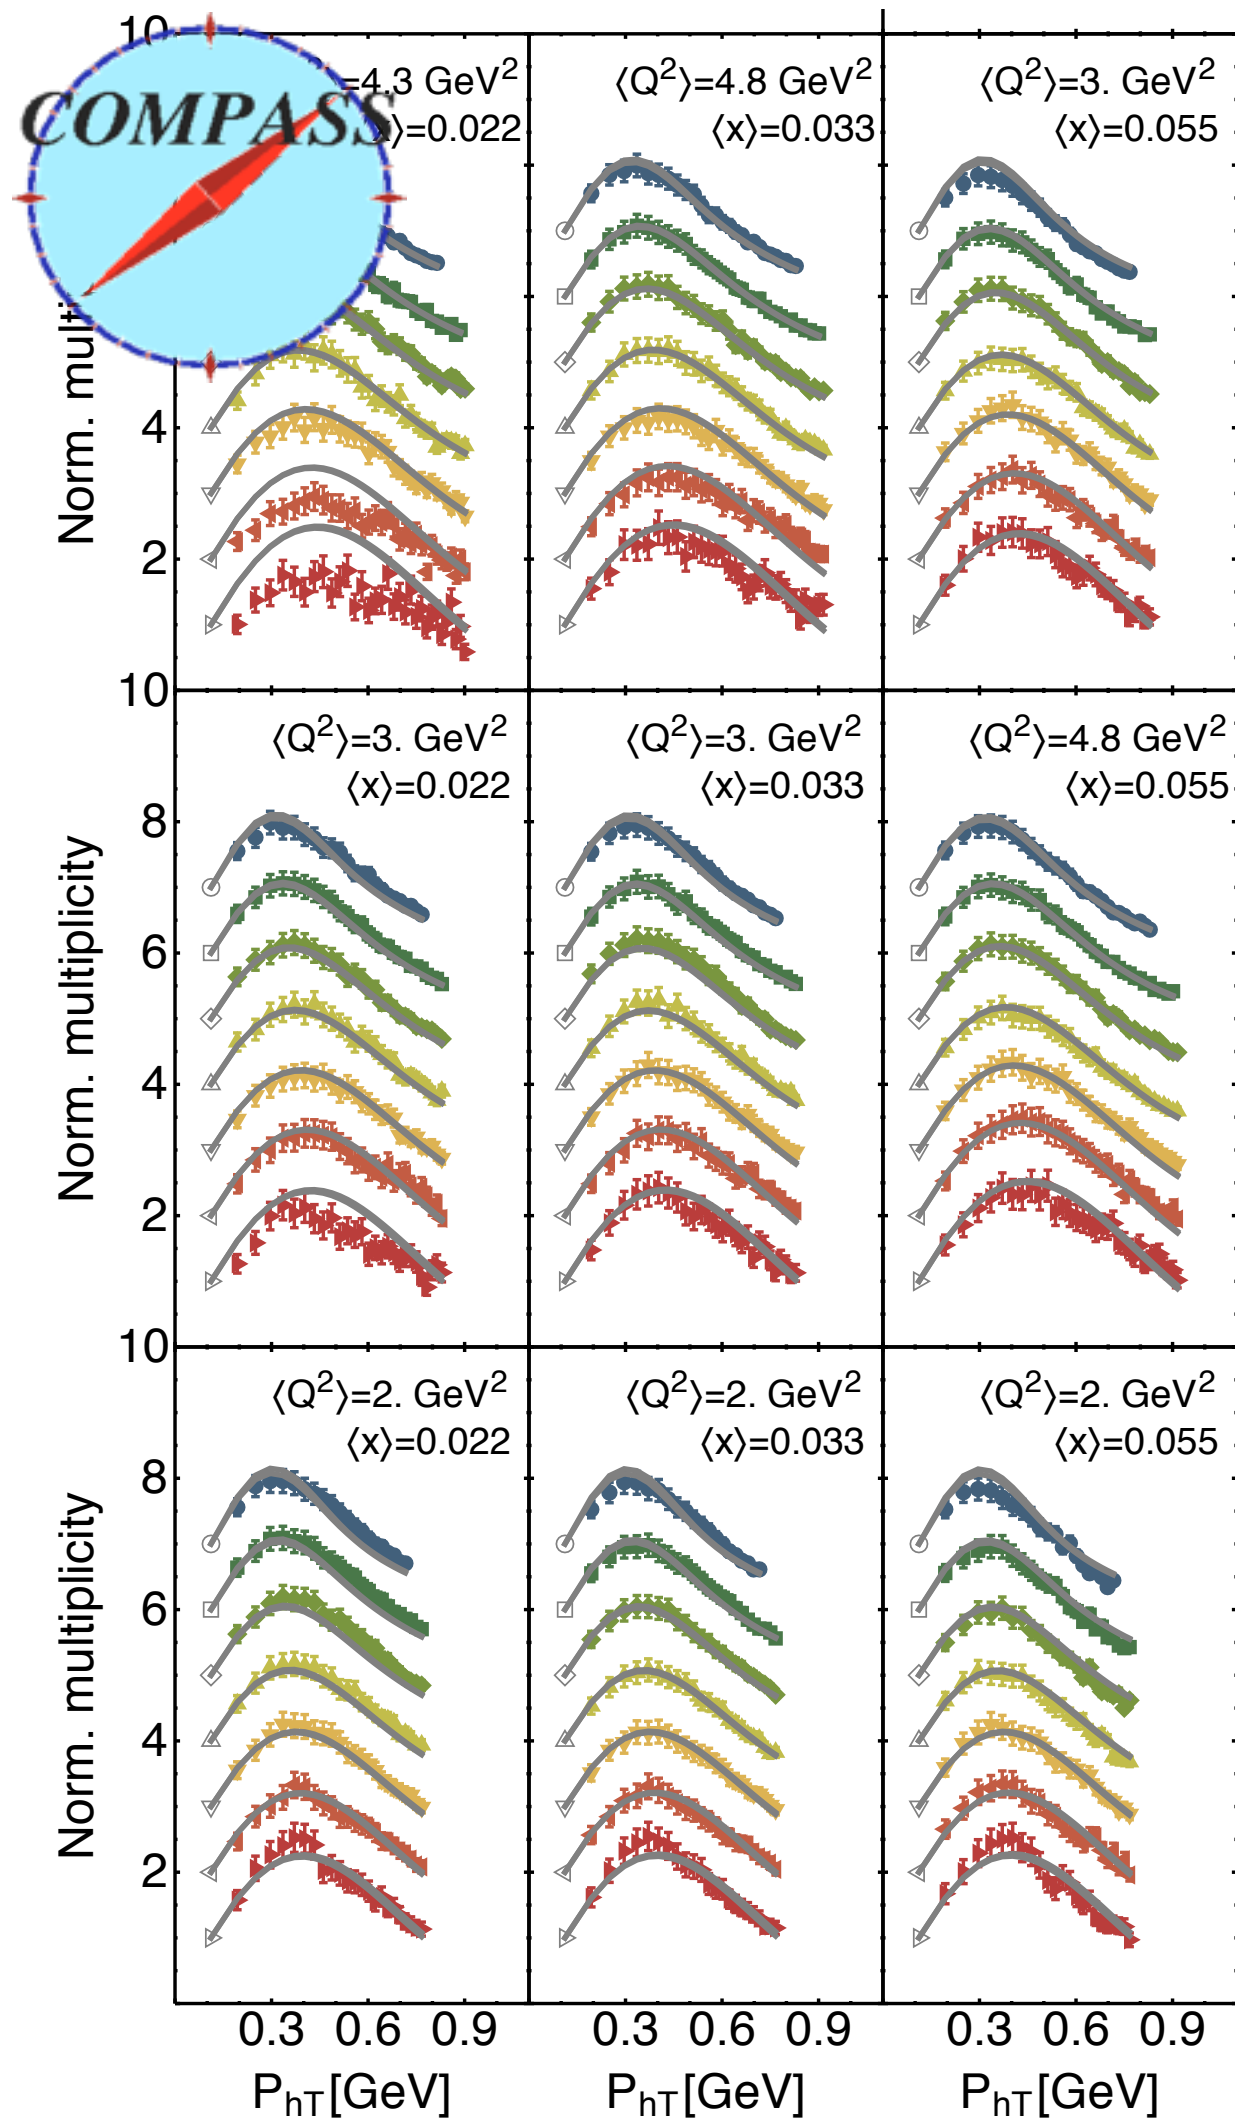 10
COMPASS
=4.3 GeV²
⟩=0.022
⟨Q²⟩=4.8 GeV²
⟨x⟩=0.033
⟨Q²⟩=3. GeV²
⟨x⟩=0.055
Norm.
4
2
10
⟨Q²⟩=3. GeV²
⟨x⟩=0.022
⟨Q²⟩=3. GeV²
⟨x⟩=0.033
⟨Q²⟩=4.8 GeV²
⟨x⟩=0.055
Norm. multiplicity
8
6
4
2
10
⟨Q²⟩=2. GeV²
⟨x⟩=0.022
⟨Q²⟩=2. GeV²
⟨x⟩=0.033
⟨Q²⟩=2. GeV²
⟨x⟩=0.055
Norm. multiplicity
8
6
4
2
0.3 0.6 0.9
0.3 0.6 0.9
0.3 0.6 0.9
PhT[GeV]
PhT[GeV]
PhT[GeV]